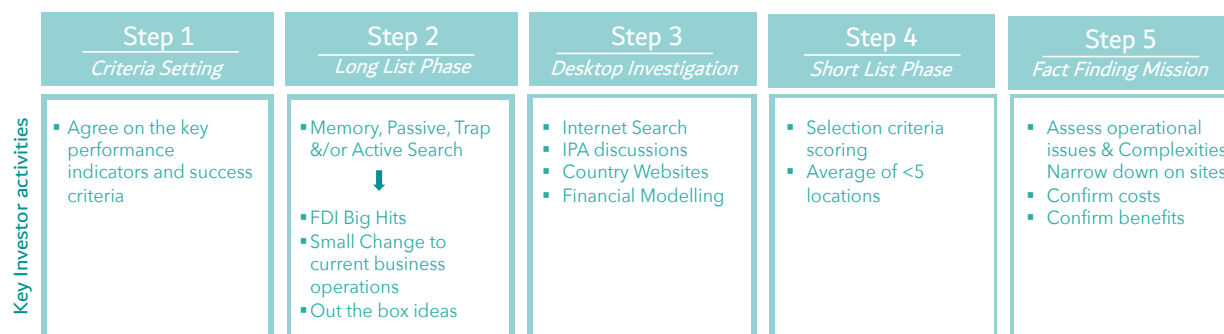 Step 1
Criteria Setting
Step 2
Long List Phase
Step 3
Desktop Investigation
Step 4
Short List Phase
Step 5
Fact Finding Mission
Key Investor activities
▪ Agree on the key
performance
indicators and success
criteria
▪ Memory, Passive, Trap
&/or Active Search
▪ FDI Big Hits
▪ Small Change to
current business
operations
▪ Out the box ideas
▪ Internet Search
▪ IPA discussions
▪ Country Websites
▪ Financial Modelling
▪ Selection criteria
scoring
▪ Average of <5
locations
▪ Assess operational
issues & Complexities
Narrow down on sites
▪ Confirm costs
▪ Confirm benefits